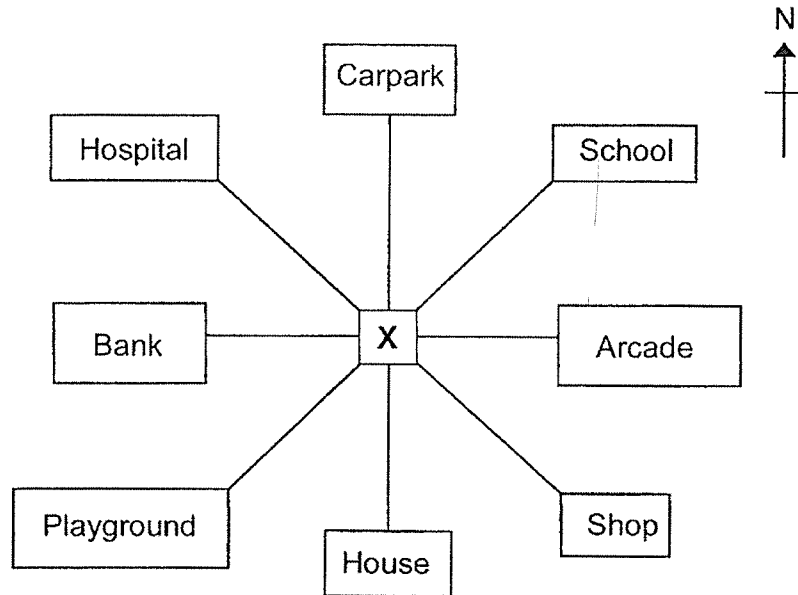 N
Carpark
Hospital
School
Bank
X
Arcade
Playground
Shop
House